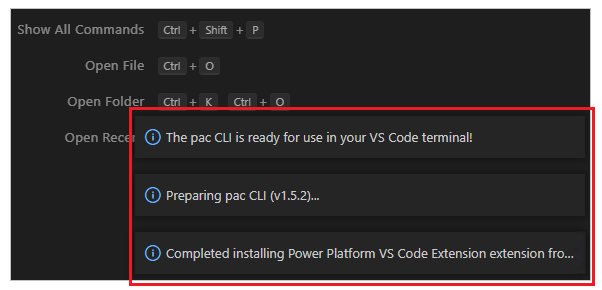 Show All Commands Ctrl + Shift + P
Open File Ctrl + O
Open Folder Ctrl + K Ctrl + O
Open Recen
The pac CLI is ready for use in your VS Code terminal!
Preparing pac CLI (v1.5.2)...
Completed installing Power Platform VS Code Extension extension fro...